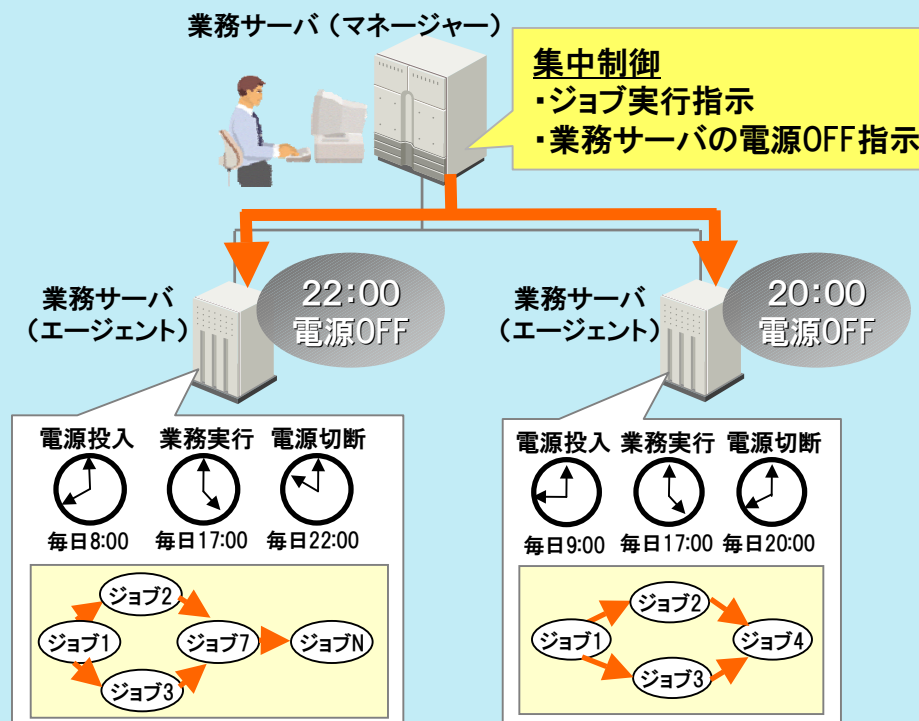 業務サーバ（マネージャー）
集中制御
・ジョブ実行指示
・業務サーバの電源OFF指示
業務サーバ
（エージェント）
22:00
電源OFF
業務サーバ
（エージェント）
20:00
電源OFF
電源投入 業務実行 電源切断
毎日8:00 毎日17:00 毎日22:00
ジョブ2
ジョブ1 ジョブ7 ジョブN
ジョブ3
電源投入 業務実行 電源切断
毎日9:00 毎日17:00 毎日20:00
ジョブ2
ジョブ1 ジョブ4
ジョブ3